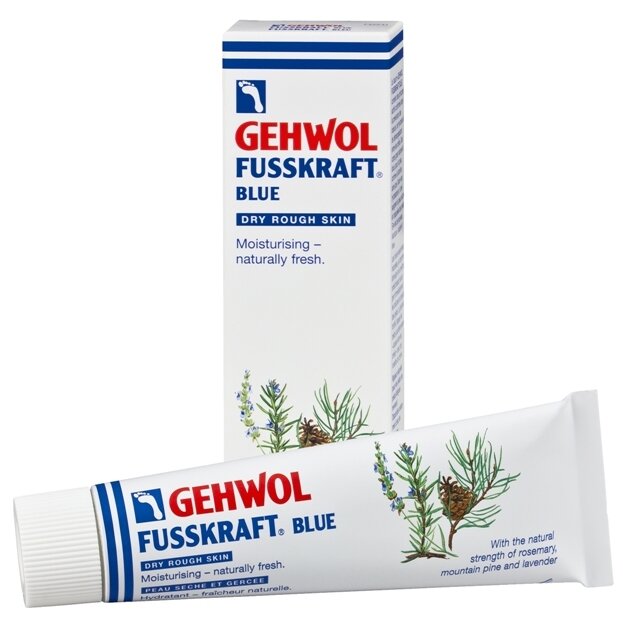 GEHWOL
FUSSKRAFT®
BLUE
DRY ROUGH SKIN
Moisturising –
naturally fresh.
GEHWOL
FUSSKRAFT® BLUE
DRY ROUGH SKIN
Moisturising – naturally fresh.
PEAU SECHE ET GERCÉE
Hydratant – fraîcheur naturelle.
With the natural
strength of rosemary,
mountain pine and lavender